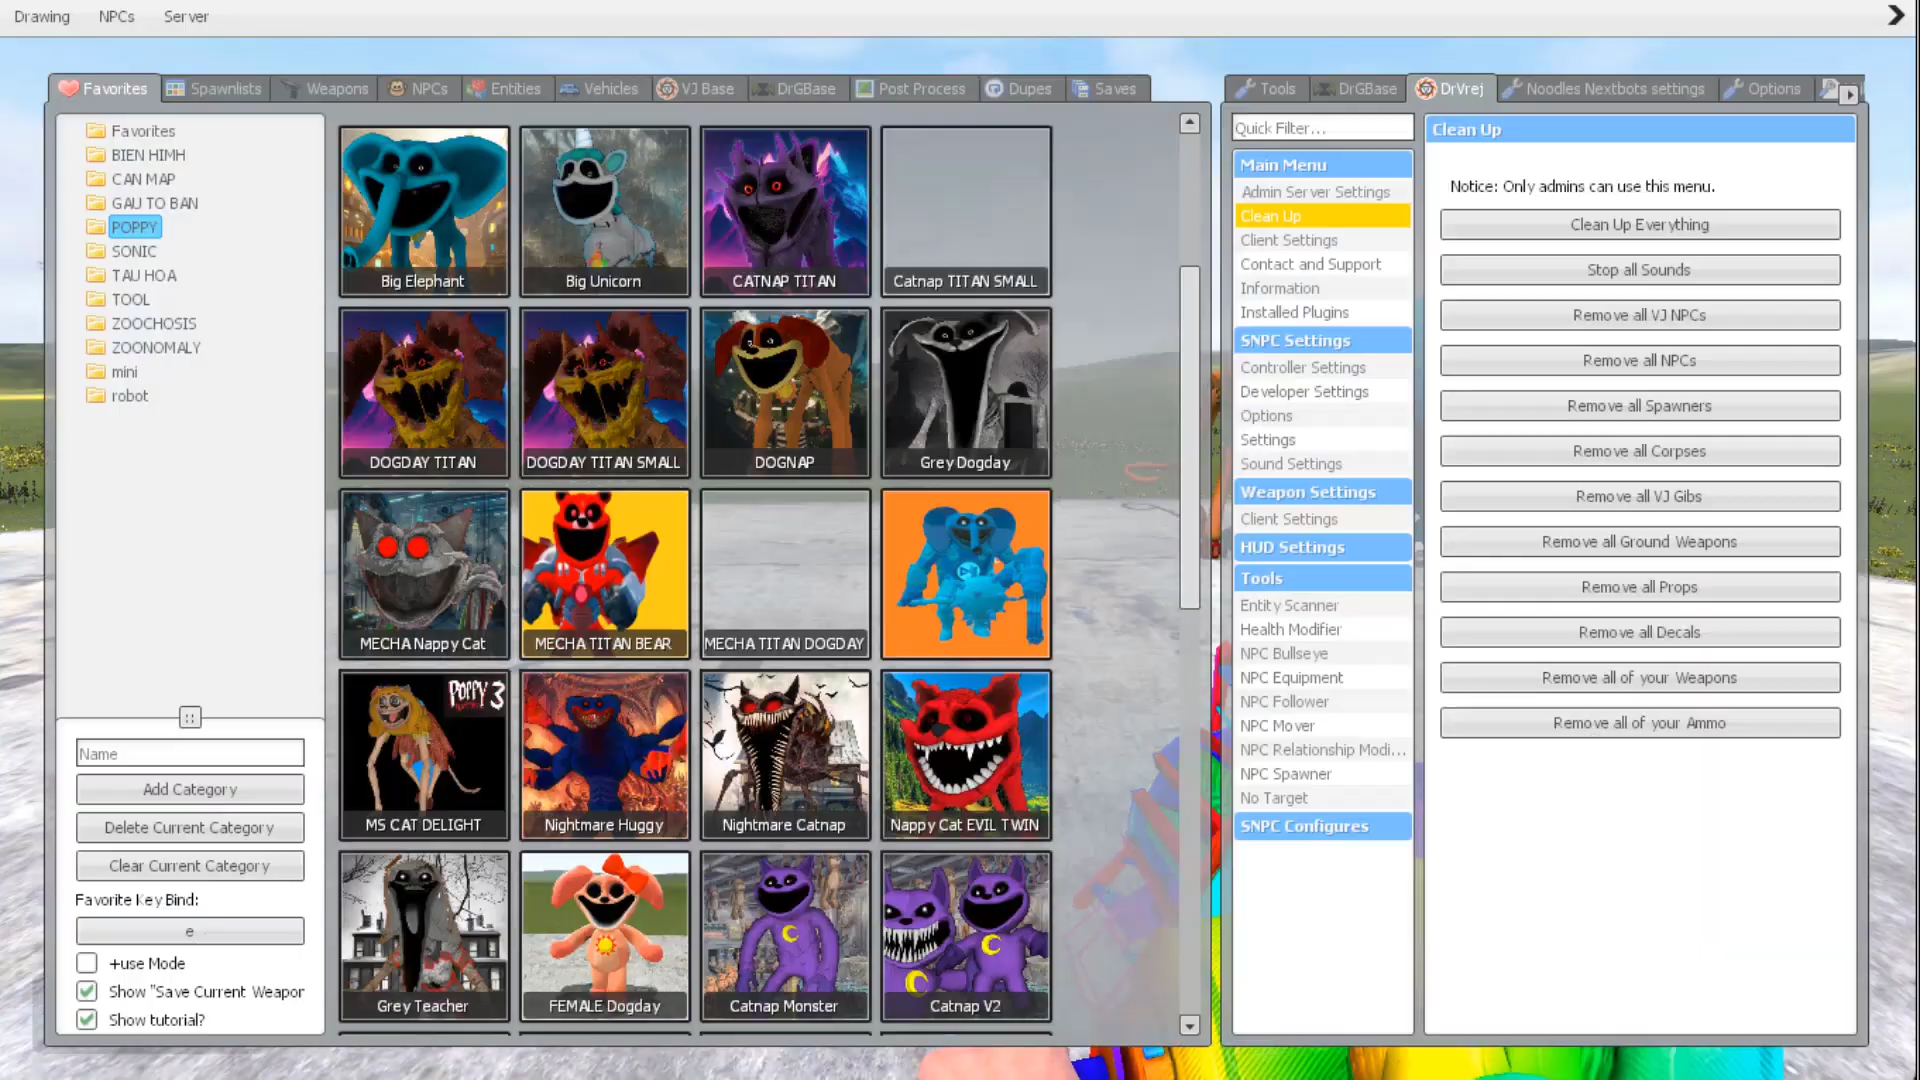 Drawing NPCs Server
Favorites Spawnlists Weapons NPCs Entities Vehicles VJ Base DrGBase Post Process Dupes Saves
Favorites
BIEN HIMH
CAN MAP
GAU TO BAN
POPPY
SONIC
TAU HOA
TOOL
ZOOCHOSIS
ZOONOMALY
mini
robot
Name
Add Category
Delete Current Category
Clear Current Category
Favorite Key Bind:
e
+use Mode
Show "Save Current Weapor
Show tutorial?
Big Elephant
Big Unicorn
CATNAP TITAN
Catnap TITAN SMALL
DOGDAY TITAN
DOGDAY TITAN SMALL
DOGNAP
Grey Dogday
MECHA Nappy Cat
MECHA TITAN BEAR
MECHA TITAN DOGDAY
POPPY 3
MS CAT DELIGHT
Nightmare Huggy
Nightmare Catnap
Nappy Cat EVIL TWIN
Grey Teacher
FEMALE Dogday
Catnap Monster
Catnap V2
Tools DrGBase DrVrej Noodles Nextbots settings Options
Quick Filter...
Main Menu
Admin Server Settings
Clean Up
Client Settings
Contact and Support
Information
Installed Plugins
SNPC Settings
Controller Settings
Developer Settings
Options
Settings
Sound Settings
Weapon Settings
Client Settings
HUD Settings
Tools
Entity Scanner
Health Modifier
NPC Bullseye
NPC Equipment
NPC Follower
NPC Mover
NPC Relationship Modi...
NPC Spawner
No Target
SNPC Configures
Clean Up
Notice: Only admins can use this menu.
Clean Up Everything
Stop all Sounds
Remove all VJ NPCs
Remove all NPCs
Remove all Spawners
Remove all Corpses
Remove all VJ Gibs
Remove all Ground Weapons
Remove all Props
Remove all Decals
Remove all of your Weapons
Remove all of your Ammo